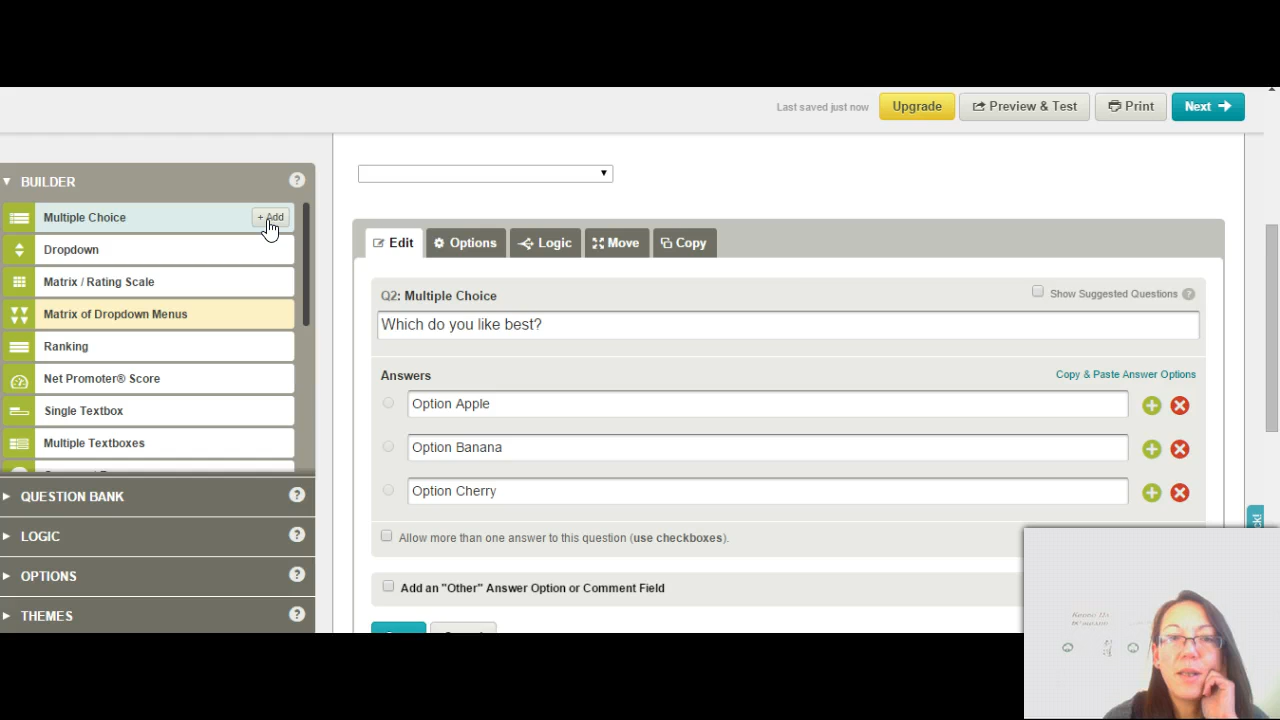 Last saved just now
Upgrade
Preview & Test
Print
Next
BUILDER
?
Multiple Choice
+ Add
Dropdown
Matrix / Rating Scale
Matrix of Dropdown Menus
Ranking
Net Promoter® Score
Single Textbox
Multiple Textboxes
QUESTION BANK
?
LOGIC
?
OPTIONS
?
THEMES
?
Edit
Options
Logic
Move
Copy
Q2: Multiple Choice
Show Suggested Questions ?
Which do you like best?
Answers
Copy & Paste Answer Options
Option Apple
Option Banana
Option Cherry
Allow more than one answer to this question (use checkboxes).
Add an "Other" Answer Option or Comment Field